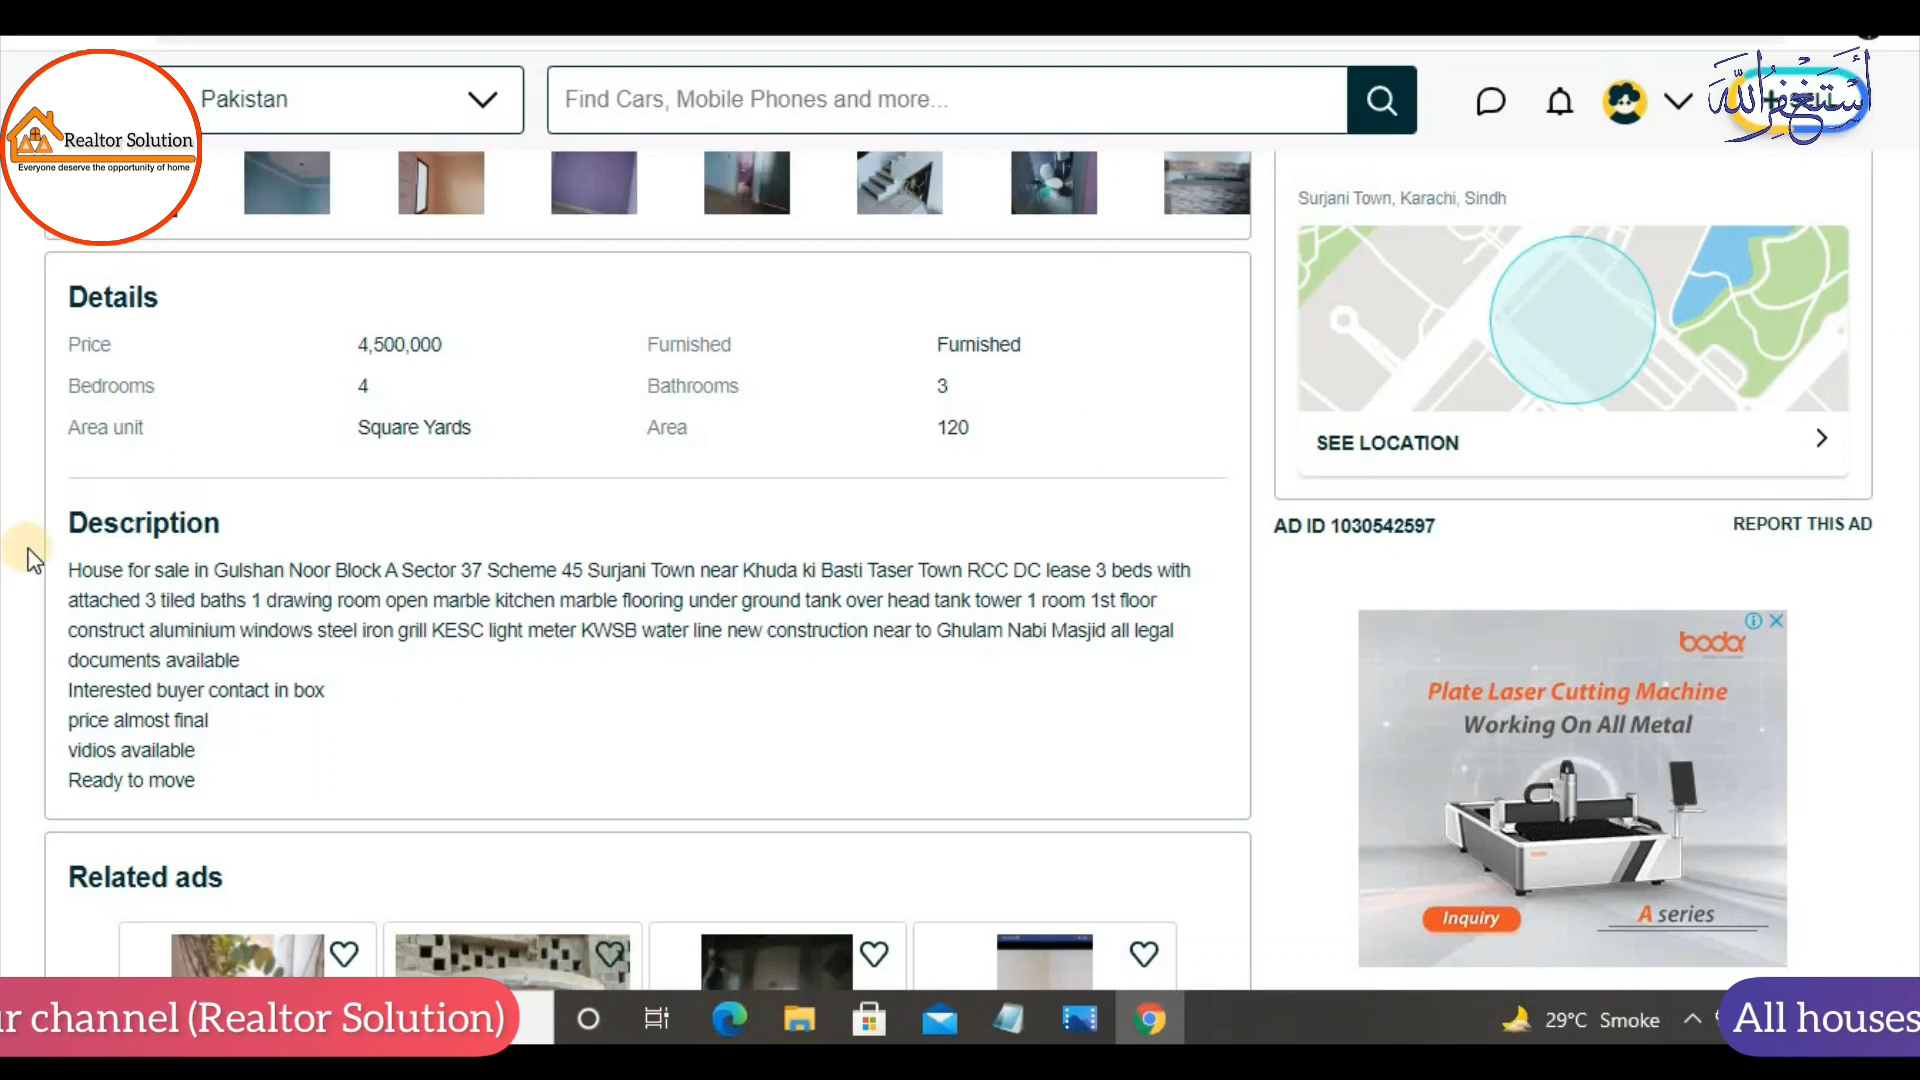 Pakistan
Find Cars, Mobile Phones and more...
أستغفر الله
Realtor Solution
Everyone deserve the opportunity of home
Surjani Town, Karachi, Sindh
Details
Price 4,500,000 Furnished Furnished
Bedrooms 4 Bathrooms 3
Area unit Square Yards Area 120
SEE LOCATION
AD ID 1030542597
REPORT THIS AD
Description
House for sale in Gulshan Noor Block A Sector 37 Scheme 45 Surjani Town near Khuda ki Basti Taser Town RCC DC lease 3 beds with
attached 3 tiled baths 1 drawing room open marble kitchen marble flooring under ground tank over head tank tower 1 room 1st floor
construct aluminium windows steel iron grill KESC light meter KWSB water line new construction near to Ghulam Nabi Masjid all legal
documents available
Interested buyer contact in box
price almost final
vidios available
Ready to move
bodor
Plate Laser Cutting Machine
Working On All Metal
Inquiry
A series
Related ads
ur channel (Realtor Solution)
29°C Smoke
All houses